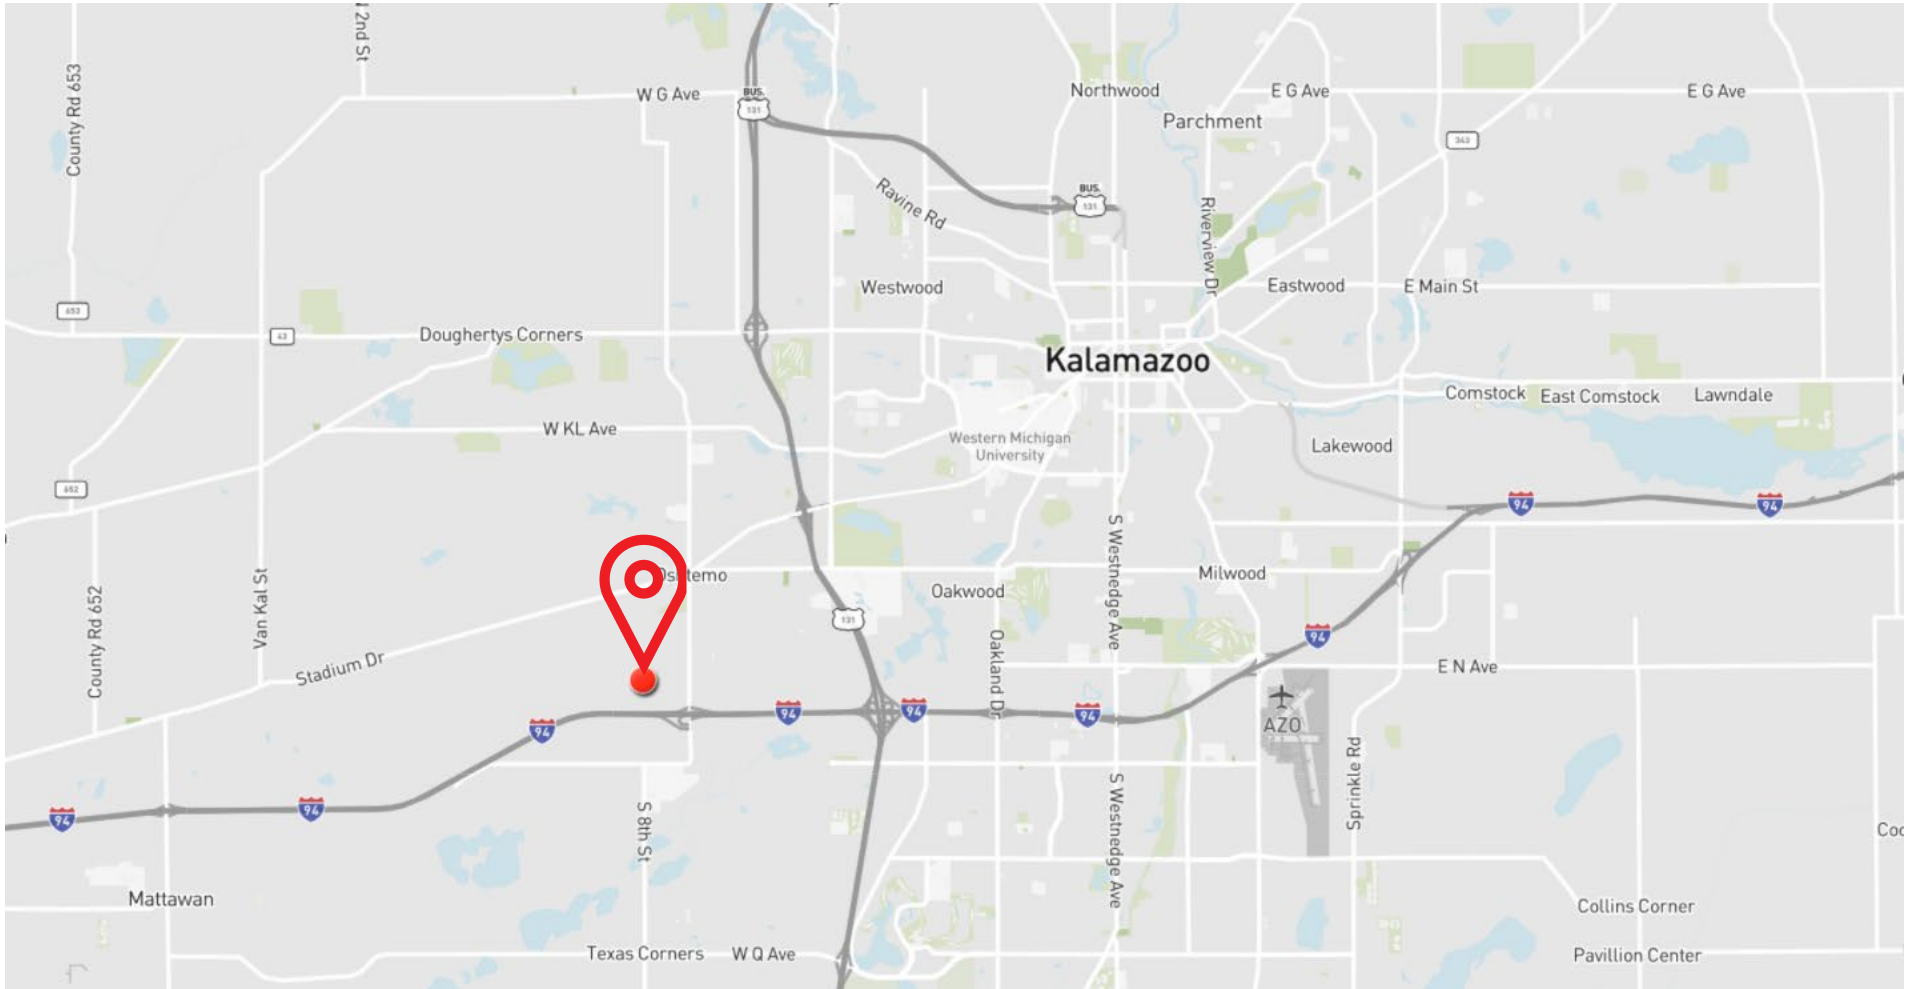 N 2nd St
County Rd 653
W G Ave
BUS.
131
Northwood
E G Ave
E G Ave
Parchment
343
Ravine Rd
BUS.
131
Riverview Dr
Westwood
Eastwood
E Main St
653
43
Doughertys Corners
Kalamazoo
Comstock
East Comstock
Lawndale
W KL Ave
Western Michigan
University
Lakewood
652
94
94
S Westnedge Ave
Milwood
Oakwood
County Rd 652
Van Kal St
131
Oakland Dr
94
E N Ave
Stadium Dr
94
94
94
94
AZO
Sprinkle Rd
94
94
S 8th St
S Westnedge Ave
Mattawan
Collins Corner
Texas Corners
W Q Ave
Pavillion Center